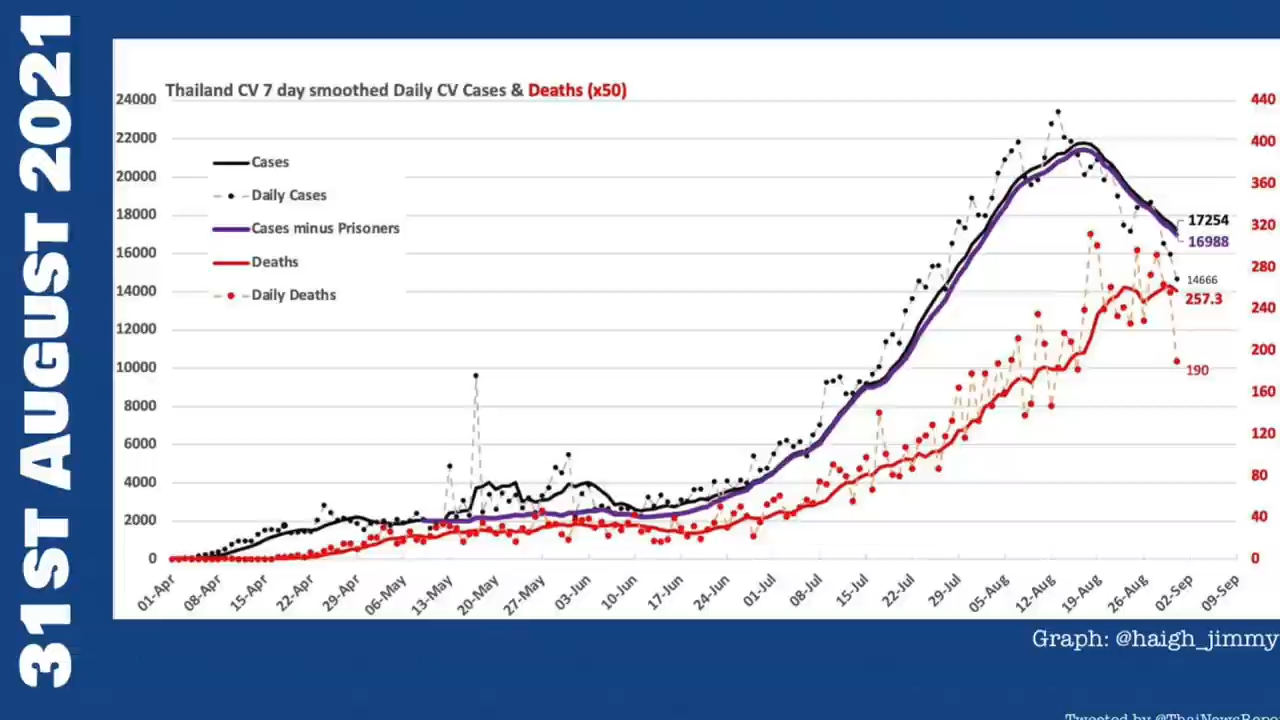 31ST AUGUST 2021
Thailand CV 7 day smoothed Daily CV Cases & Deaths (x50)
24000
22000
20000
18000
16000
14000
12000
10000
8000
6000
4000
2000
0
Cases
Daily Cases
Cases minus Prisoners
Deaths
Daily Deaths
440
400
360
320
280
240
200
160
120
80
40
0
17254
16988
14666
257.3
190
01-Apr
08-Apr
15-Apr
22-Apr
29-Apr
06-May
13-May
20-May
27-May
03-Jun
10-Jun
17-Jun
24-Jun
01-Jul
08-Jul
15-Jul
22-Jul
29-Jul
05-Aug
12-Aug
19-Aug
26-Aug
02-Sep
09-Sep
Graph: @haigh_jimmy
Tweeted by